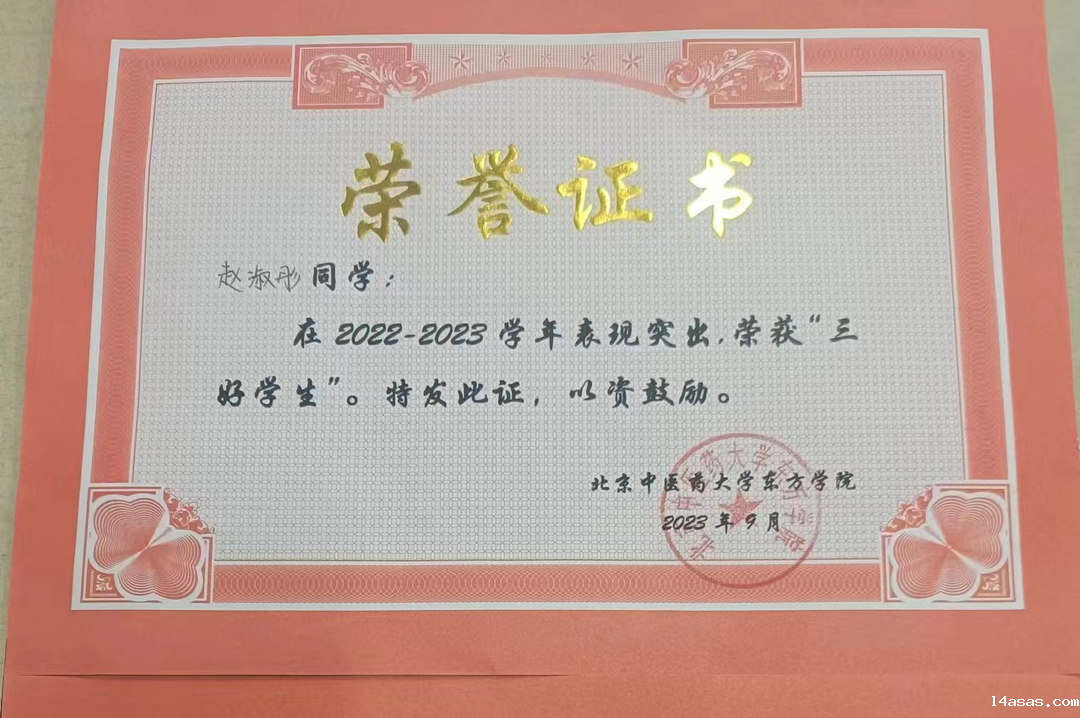 荣誉证书
赵淑彤同学：
在2022-2023学年表现突出,荣获“三
好学生”。特发此证，以资鼓励。
北京中医药大学东方学院
2023年9月
14asas.com